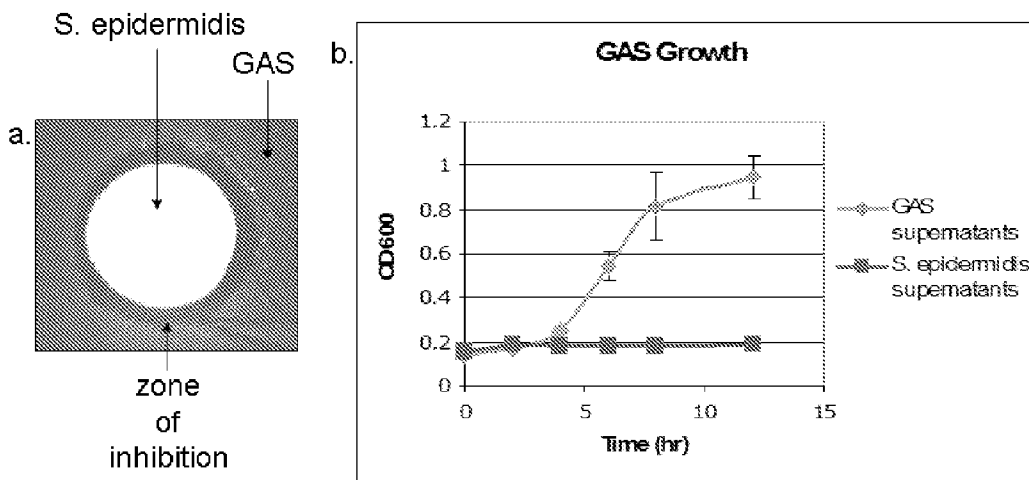 a.
S. epidermidis
GAS
zone
of
inhibition
b.
GAS Growth
1.2
1
0.8
0.6
0.4
0.2
0
OD600
0
5
10
15
Time (hr)
GAS
supernatants
S. epidermidis
supernatants